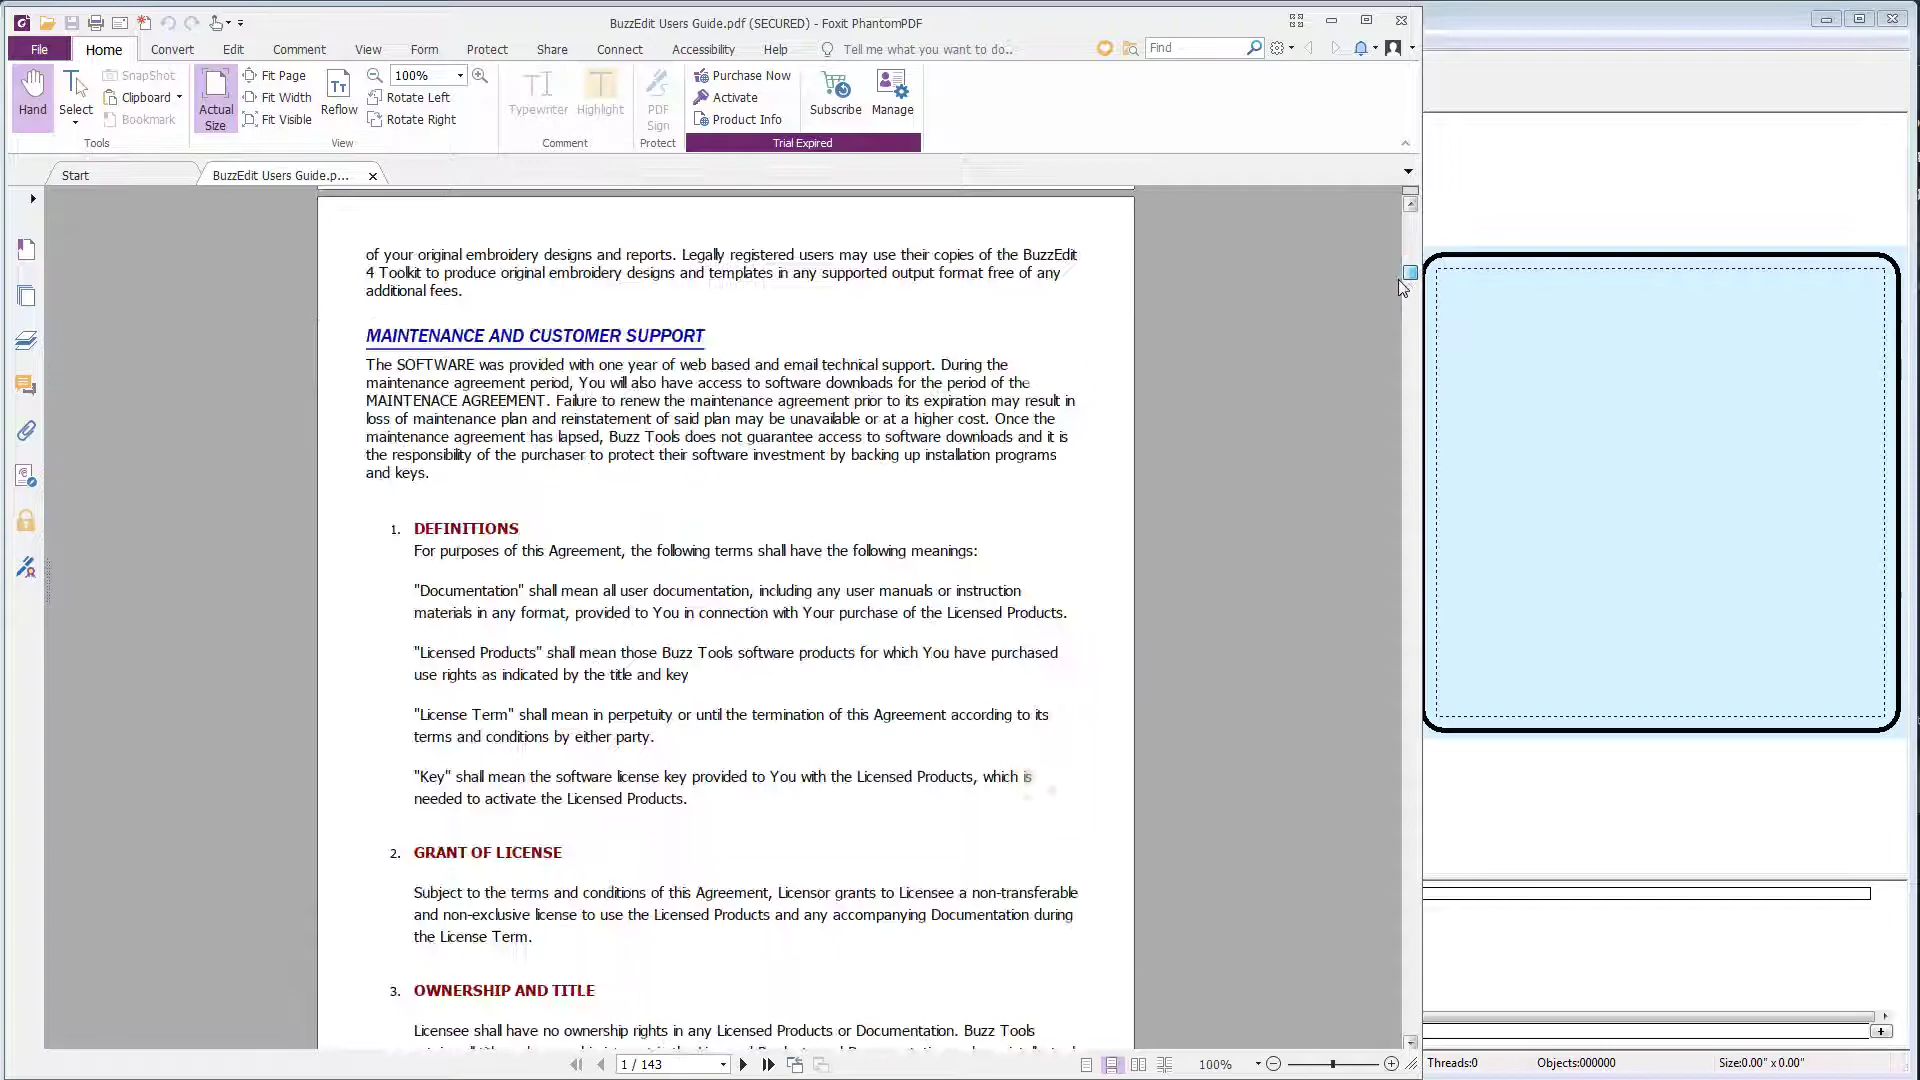 BuzzEdit Users Guide.pdf (SECURED) - Foxit PhantomPDF
File Home Convert Edit Comment View Form Protect Share Connect Accessibility Help Tell me what you want to do.. Find
Hand
Select
SnapShot
Clipboard
Bookmark
Tools
Actual Size
Fit Page
Fit Width
Fit Visible
Reflow
100%
Rotate Left
Rotate Right
View
Typewriter
Highlight
Comment
PDF Sign
Protect
Purchase Now
Activate
Product Info
Subscribe
Manage
Trial Expired
Start
BuzzEdit Users Guide.p...
of your original embroidery designs and reports. Legally registered users may use their copies of the BuzzEdit
4 Toolkit to produce original embroidery designs and templates in any supported output format free of any
additional fees.
MAINTENANCE AND CUSTOMER SUPPORT
The SOFTWARE was provided with one year of web based and email technical support. During the
maintenance agreement period, You will also have access to software downloads for the period of the
MAINTENACE AGREEMENT. Failure to renew the maintenance agreement prior to its expiration may result in
loss of maintenance plan and reinstatement of said plan may be unavailable or at a higher cost. Once the
maintenance agreement has lapsed, Buzz Tools does not guarantee access to software downloads and it is
the responsibility of the purchaser to protect their software investment by backing up installation programs
and keys.
1. DEFINITIONS
For purposes of this Agreement, the following terms shall have the following meanings:
"Documentation" shall mean all user documentation, including any user manuals or instruction
materials in any format, provided to You in connection with Your purchase of the Licensed Products.
"Licensed Products" shall mean those Buzz Tools software products for which You have purchased
use rights as indicated by the title and key
"License Term" shall mean in perpetuity or until the termination of this Agreement according to its
terms and conditions by either party.
"Key" shall mean the software license key provided to You with the Licensed Products, which is
needed to activate the Licensed Products.
2. GRANT OF LICENSE
Subject to the terms and conditions of this Agreement, Licensor grants to Licensee a non-transferable
and non-exclusive license to use the Licensed Products and any accompanying Documentation during
the License Term.
3. OWNERSHIP AND TITLE
Licensee shall have no ownership rights in any Licensed Products or Documentation. Buzz Tools
1 / 143
100%
Threads:0 Objects:000000 Size:0.00" x 0.00"